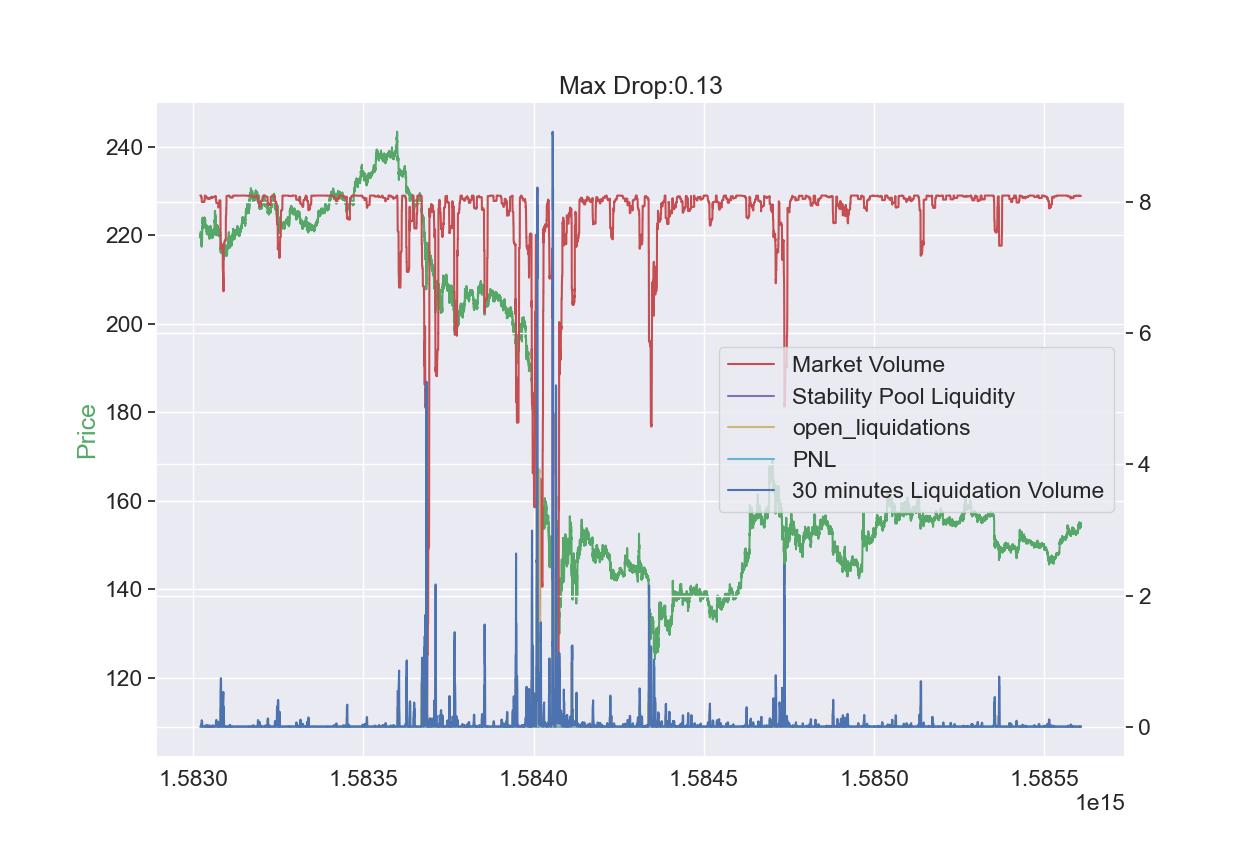 Max Drop:0.13
240
220
200
180
160
140
120
Price
8
6
4
2
0
Market Volume
Stability Pool Liquidity
open_liquidations
PNL
30 minutes Liquidation Volume
1.5830 1.5835 1.5840 1.5845 1.5850 1.5855
1e15